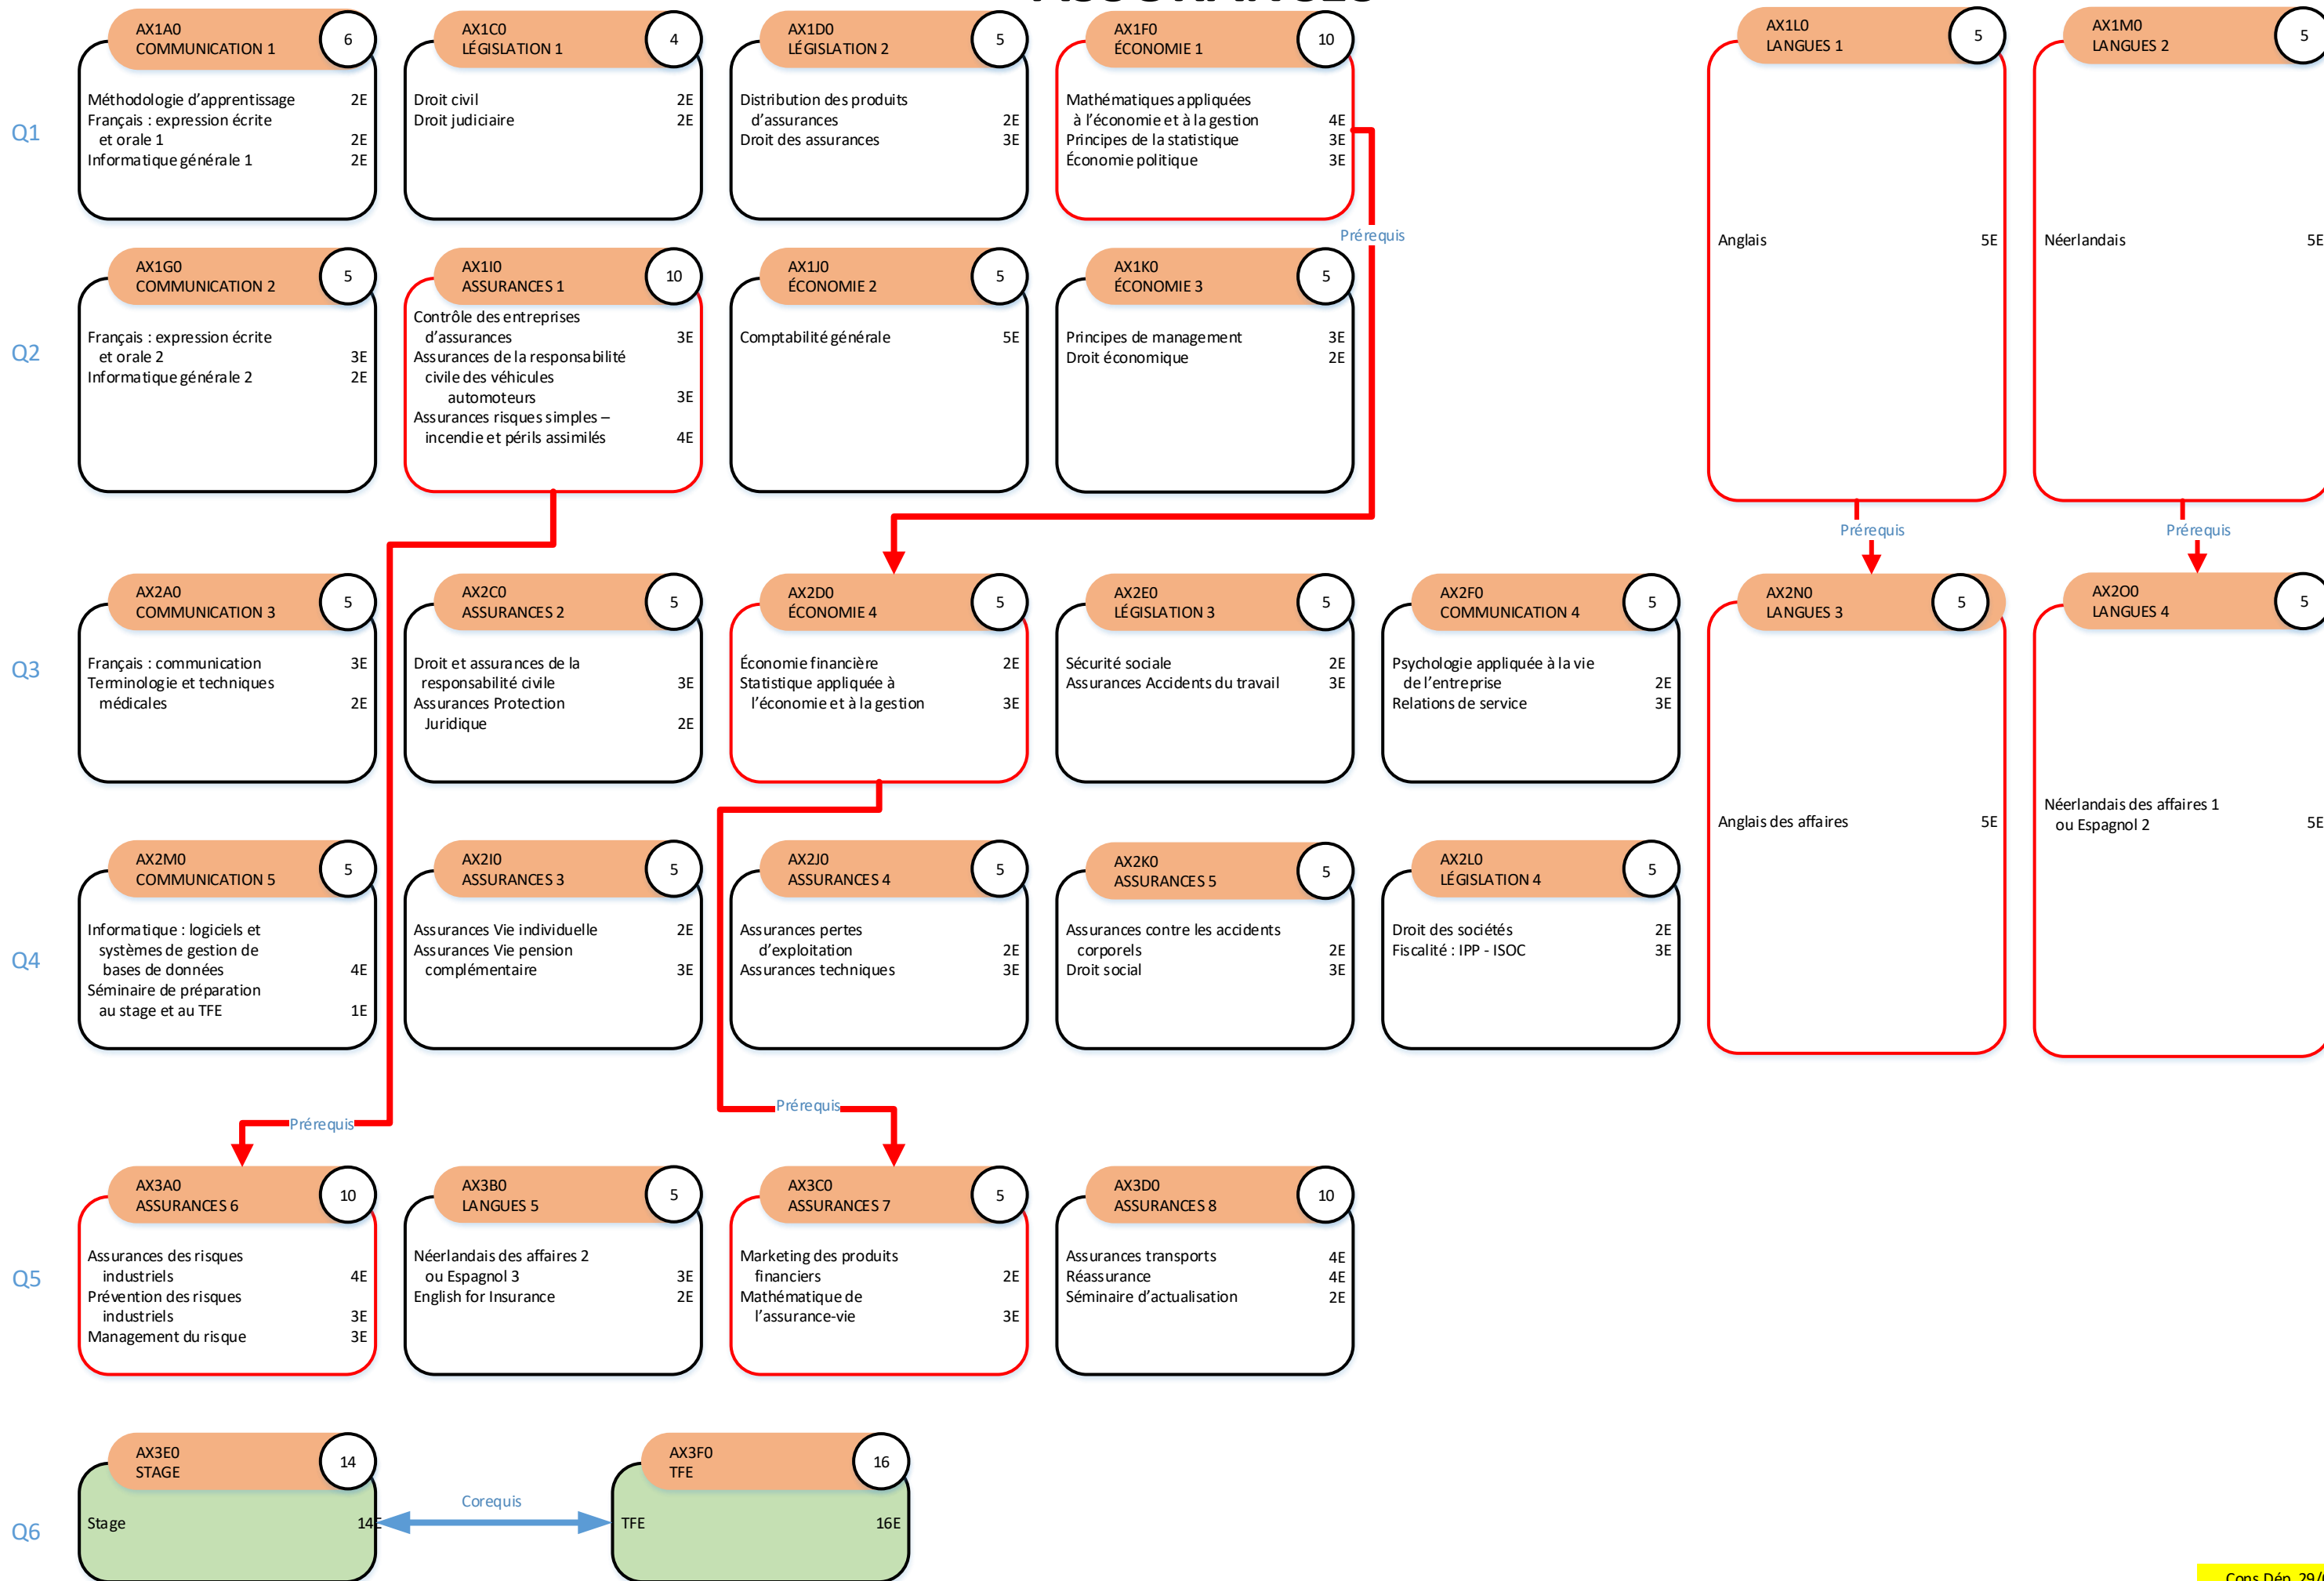 AX1A0
COMMUNICATION 1
6
Méthodologie d'apprentissage 2E
Français : expression écrite
et orale 1 2E
Informatique générale 1 2E
AX1C0
LÉGISLATION 1
4
Droit civil 2E
Droit judiciaire 2E
AX1D0
LÉGISLATION 2
5
Distribution des produits
d'assurances 2E
Droit des assurances 3E
AX1F0
ÉCONOMIE 1
10
Mathématiques appliquées
à l'économie et à la gestion 4E
Principes de la statistique 3E
Économie politique 3E
AX1L0
LANGUES 1
5
Anglais 5E
AX1M0
LANGUES 2
5
Néerlandais 5E
Q1
Prérequis
AX1G0
COMMUNICATION 2
5
Français : expression écrite
et orale 2 3E
Informatique générale 2 2E
AX1I0
ASSURANCES 1
10
Contrôle des entreprises
d'assurances 3E
Assurances de la responsabilité
civile des véhicules
automoteurs 3E
Assurances risques simples –
incendie et périls assimilés 4E
AX1J0
ÉCONOMIE 2
5
Comptabilité générale 5E
AX1K0
ÉCONOMIE 3
5
Principes de management 3E
Droit économique 2E
Q2
Prérequis
Prérequis
AX2A0
COMMUNICATION 3
5
Français : communication 3E
Terminologie et techniques
médicales 2E
AX2C0
ASSURANCES 2
5
Droit et assurances de la
responsabilité civile 3E
Assurances Protection
Juridique 2E
AX2D0
ÉCONOMIE 4
5
Économie financière 2E
Statistique appliquée à
l'économie et à la gestion 3E
AX2E0
LÉGISLATION 3
5
Sécurité sociale 2E
Assurances Accidents du travail 3E
AX2F0
COMMUNICATION 4
5
Psychologie appliquée à la vie
de l'entreprise 2E
Relations de service 3E
AX2N0
LANGUES 3
5
Anglais des affaires 5E
AX2O0
LANGUES 4
5
Néerlandais des affaires 1
ou Espagnol 2 5E
Q3
AX2M0
COMMUNICATION 5
5
Informatique : logiciels et
systèmes de gestion de
bases de données 4E
Séminaire de préparation
au stage et au TFE 1E
AX2I0
ASSURANCES 3
5
Assurances Vie individuelle 2E
Assurances Vie pension
complémentaire 3E
AX2J0
ASSURANCES 4
5
Assurances pertes
d'exploitation 2E
Assurances techniques 3E
AX2K0
ASSURANCES 5
5
Assurances contre les accidents
corporels 2E
Droit social 3E
AX2L0
LÉGISLATION 4
5
Droit des sociétés 2E
Fiscalité : IPP - ISOC 3E
Q4
Prérequis
Prérequis
AX3A0
ASSURANCES 6
10
Assurances des risques
industriels 4E
Prévention des risques
industriels 3E
Management du risque 3E
AX3B0
LANGUES 5
5
Néerlandais des affaires 2
ou Espagnol 3 3E
English for Insurance 2E
AX3C0
ASSURANCES 7
5
Marketing des produits
financiers 2E
Mathématique de
l'assurance-vie 3E
AX3D0
ASSURANCES 8
10
Assurances transports 4E
Réassurance 4E
Séminaire d'actualisation 2E
Q5
AX3E0
STAGE
14
Stage 14E
Corequis
AX3F0
TFE
16
TFE 16E
Q6
Cons Dép. 29/